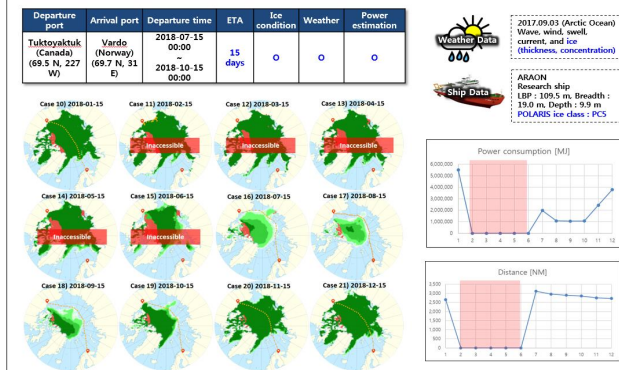 Departure port
Arrival port
Departure time
ETA
Ice condition
Weather
Power estimation
Tuktoyaktuk (Canada) (69.5 N, 227 W)
Vardo (Norway) (69.7 N, 31 E)
2018-07-15 00:00 ~ 2018-10-15 00:00
15 days
O
O
O
Weather Data
2017.09.03 (Arctic Ocean)
Wave, wind, swell,
current, and ice
(thickness, concentration)
Ship Data
ARAON
Research ship
LBP : 109.5 m, Breadth :
19.0 m, Depth : 9.9 m
POLARIS ice class : PC5
Case 10) 2018-01-15
Case 11) 2018-02-15
Case 12) 2018-03-15
Case 13) 2018-04-15
Inaccessible
Inaccessible
Inaccessible
Case 14) 2018-05-15
Case 15) 2018-06-15
Case 16) 2018-07-15
Case 17) 2018-08-15
Inaccessible
Inaccessible
Case 18) 2018-09-15
Case 19) 2018-10-15
Case 20) 2018-11-15
Case 21) 2018-12-15
Power consumption [MJ]
6,000,000
5,000,000
4,000,000
3,000,000
2,000,000
1,000,000
0
1 2 3 4 5 6 7 8 9 10 11 12
Distance [NM]
3,500
3,000
2,500
2,000
1,500
1,000
500
0
1 2 3 4 5 6 7 8 9 10 11 12